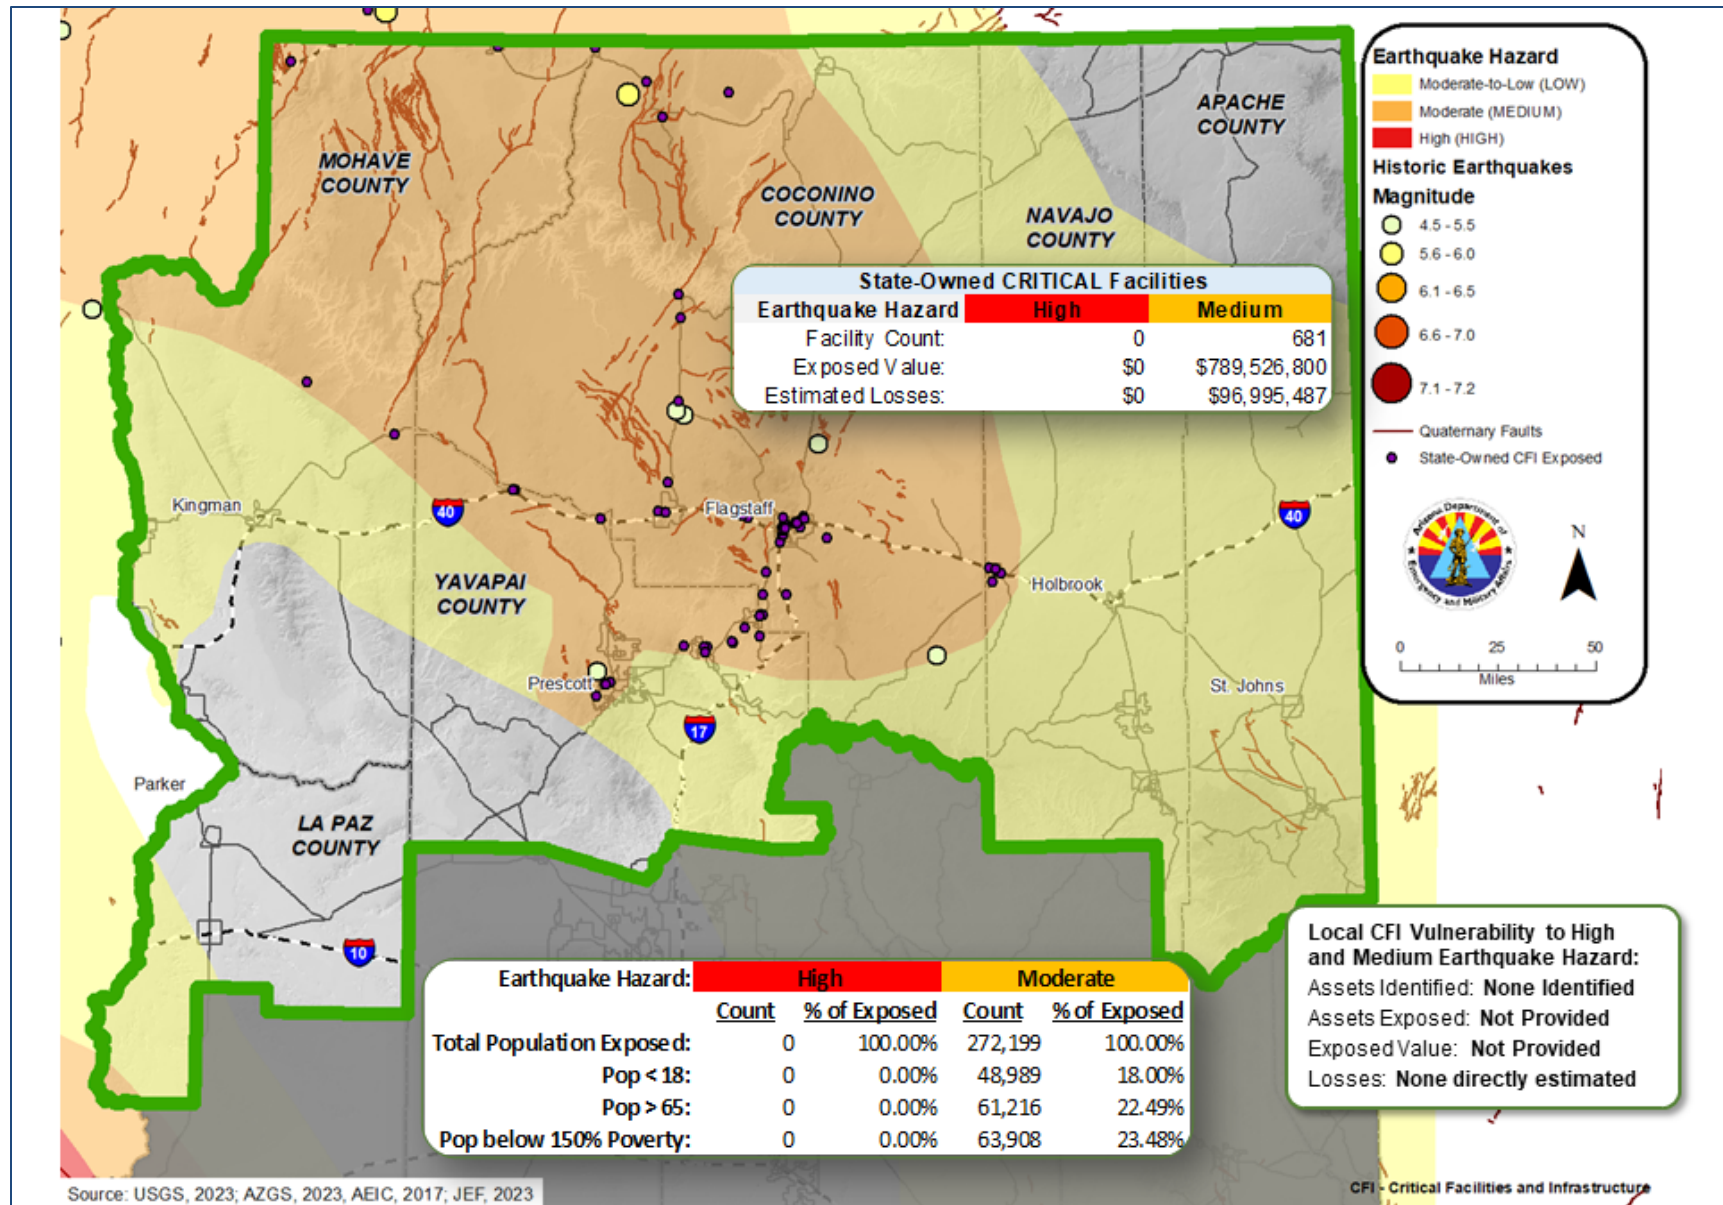 MOHAVE
COUNTY
COCONINO
COUNTY
NAVAJO
COUNTY
APACHE
COUNTY
Earthquake Hazard
Moderate-to-Low (LOW)
Moderate (MEDIUM)
High (HIGH)
Historic Earthquakes
Magnitude
4.5 - 5.5
5.6 - 6.0
6.1 - 6.5
6.6 - 7.0
7.1 - 7.2
Quaternary Faults
State-Owned CFI Exposed
Arizona Department of
Emergency and Military Affairs
N
0 25 50
Miles
State-Owned CRITICAL Facilities
Earthquake Hazard High Medium
Facility Count: 0 681
Exposed Value: $0 $789,526,800
Estimated Losses: $0 $96,995,487
Kingman
40
Flagstaff
40
YAVAPAI
COUNTY
Holbrook
Prescott
St. Johns
17
Parker
LA PAZ
COUNTY
10
Earthquake Hazard: High Moderate
Count % of Exposed Count % of Exposed
Total Population Exposed: 0 100.00% 272,199 100.00%
Pop < 18: 0 0.00% 48,989 18.00%
Pop > 65: 0 0.00% 61,216 22.49%
Pop below 150% Poverty: 0 0.00% 63,908 23.48%
Local CFI Vulnerability to High
and Medium Earthquake Hazard:
Assets Identified: None Identified
Assets Exposed: Not Provided
Exposed Value: Not Provided
Losses: None directly estimated
Source: USGS, 2023; AZGS, 2023, AEIC, 2017; JEF, 2023
CFI - Critical Facilities and Infrastructure